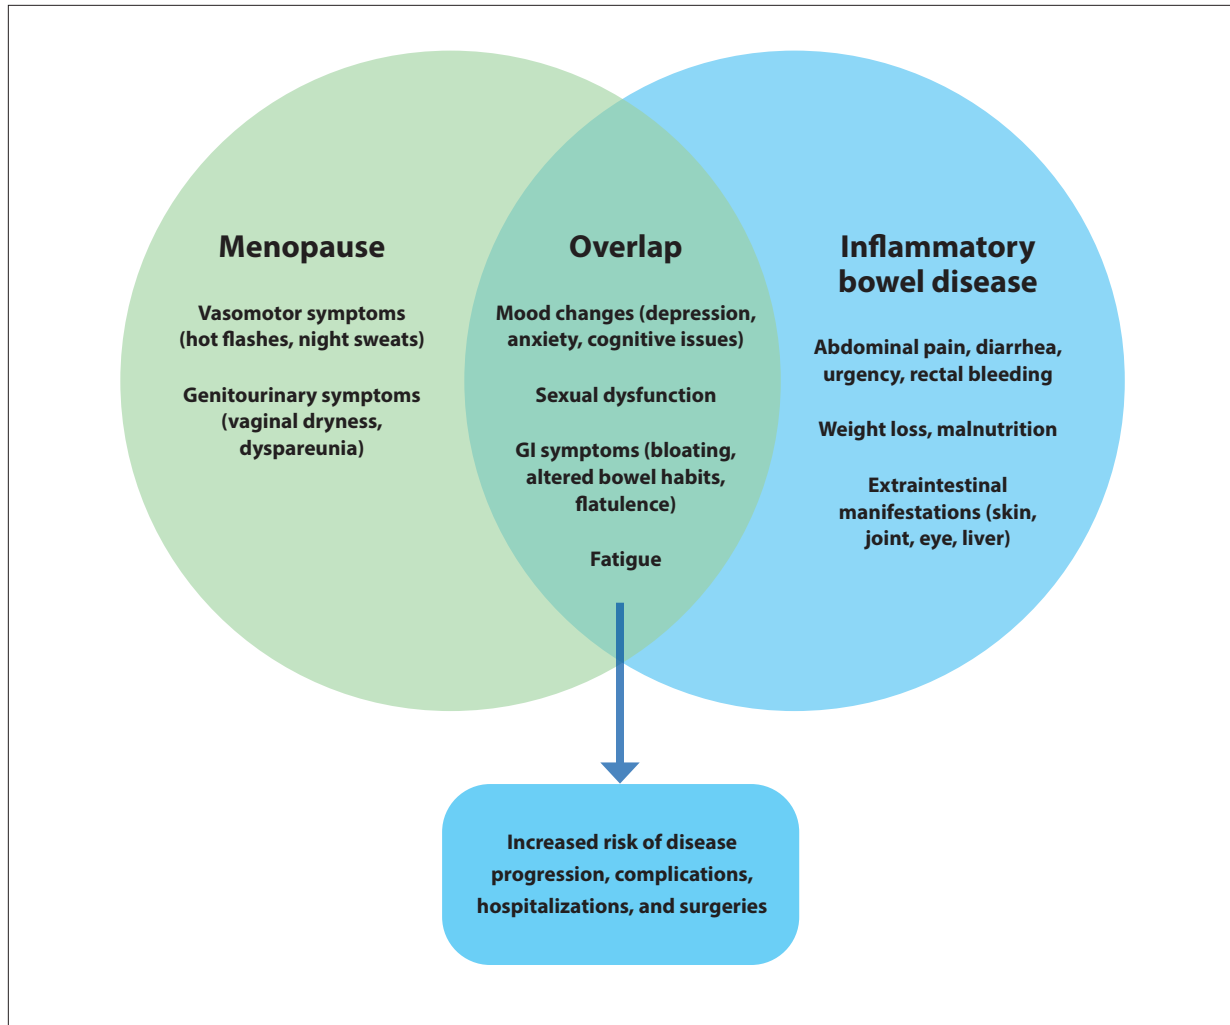 Menopause
Vasomotor symptoms
(hot flashes, night sweats)
Genitourinary symptoms
(vaginal dryness,
dyspareunia)
Overlap
Mood changes (depression,
anxiety, cognitive issues)
Sexual dysfunction
GI symptoms (bloating,
altered bowel habits,
flatulence)
Fatigue
Inflammatory
bowel disease
Abdominal pain, diarrhea,
urgency, rectal bleeding
Weight loss, malnutrition
Extraintestinal
manifestations (skin,
joint, eye, liver)
Increased risk of disease
progression, complications,
hospitalizations, and surgeries